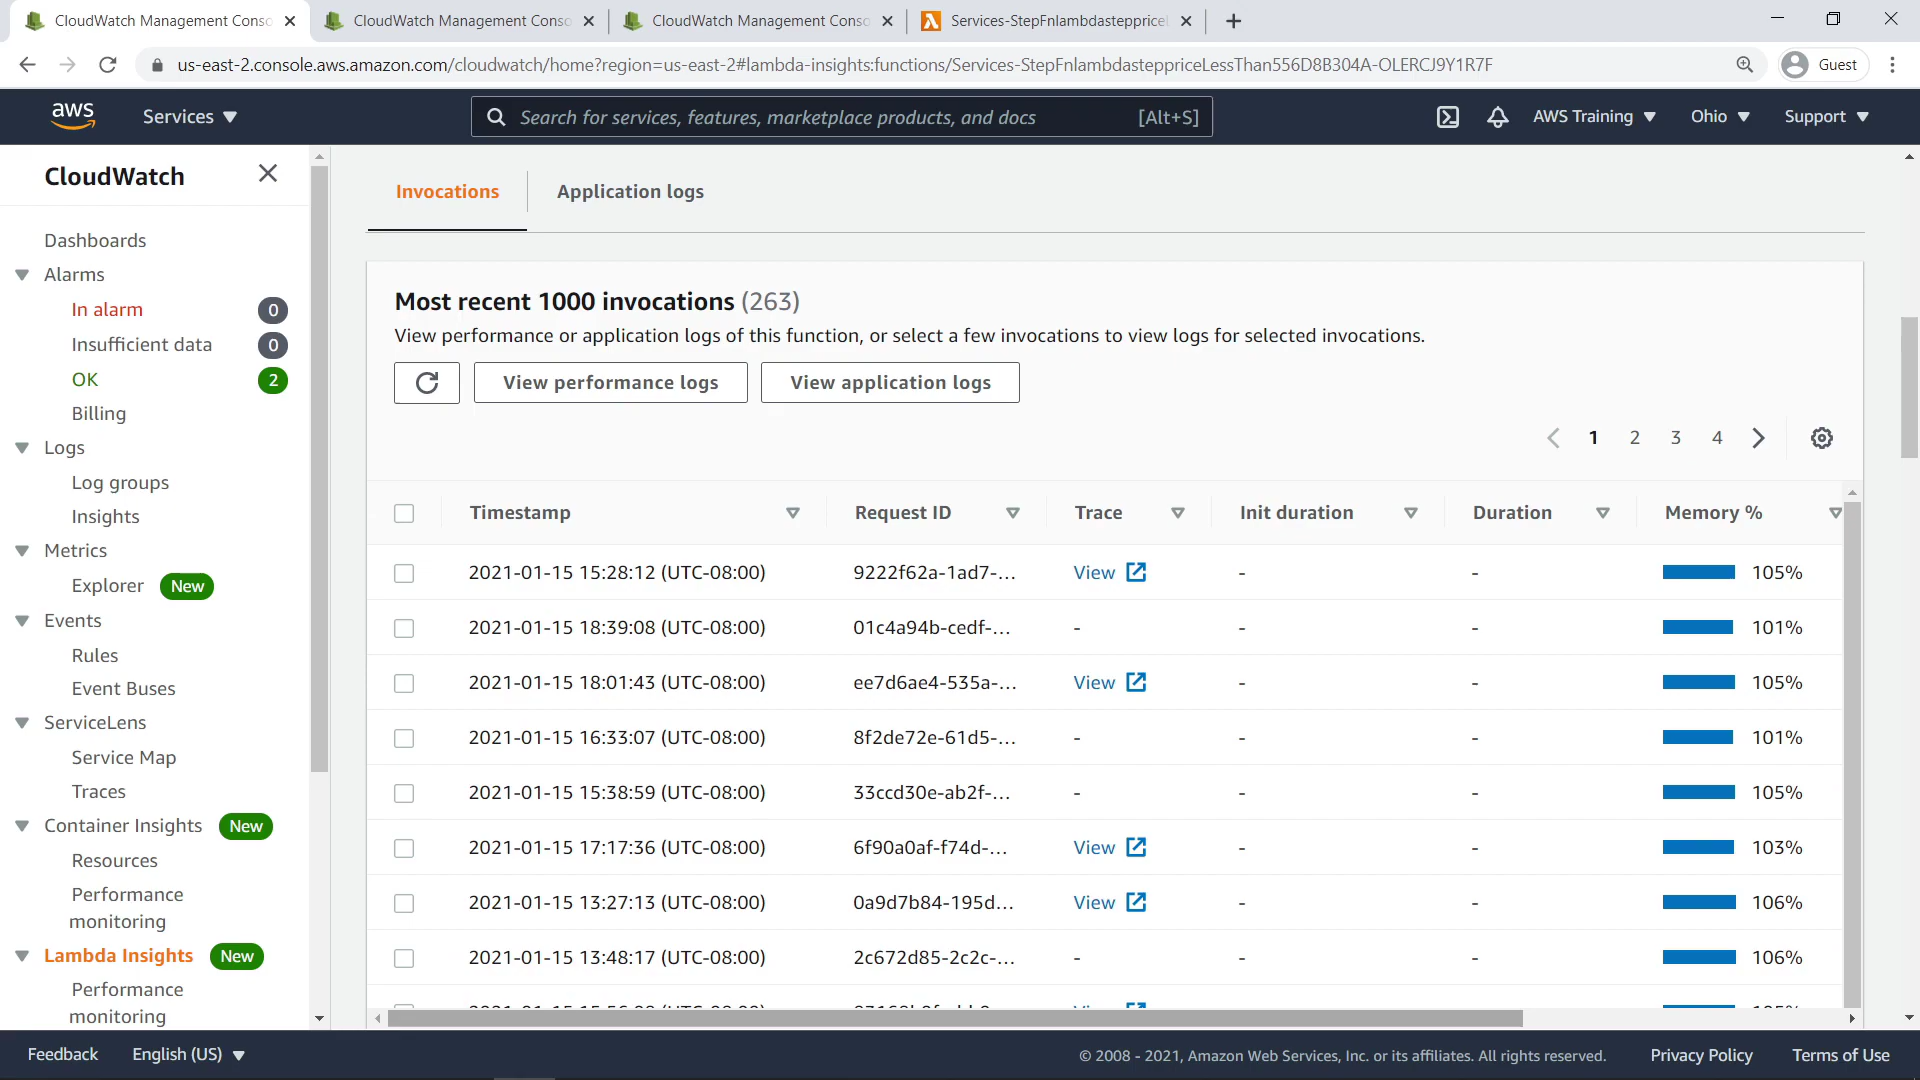 CloudWatch Management Conso
CloudWatch Management Conso
CloudWatch Management Conso
Services-StepFnlambdasteppricel
us-east-2.console.aws.amazon.com/cloudwatch/home?region=us-east-2#lambda-insights:functions/Services-StepFnlambdasteppriceLessThan556D8B304A-OLERCJ9Y1R7F
Guest
aws
Services
Search for services, features, marketplace products, and docs
[Alt+S]
AWS Training
Ohio
Support
CloudWatch
Dashboards
Alarms
In alarm 0
Insufficient data 0
OK 2
Billing
Logs
Log groups
Insights
Metrics
Explorer New
Events
Rules
Event Buses
ServiceLens
Service Map
Traces
Container Insights New
Resources
Performance
monitoring
Lambda Insights New
Performance
monitoring
Invocations
Application logs
Most recent 1000 invocations (263)
View performance or application logs of this function, or select a few invocations to view logs for selected invocations.
View performance logs
View application logs
1 2 3 4
Timestamp Request ID Trace Init duration Duration Memory %
2021-01-15 15:28:12 (UTC-08:00) 9222f62a-1ad7-... View - - 105%
2021-01-15 18:39:08 (UTC-08:00) 01c4a94b-cedf-... - - - 101%
2021-01-15 18:01:43 (UTC-08:00) ee7d6ae4-535a-... View - - 105%
2021-01-15 16:33:07 (UTC-08:00) 8f2de72e-61d5-... - - - 101%
2021-01-15 15:38:59 (UTC-08:00) 33ccd30e-ab2f-... - - - 105%
2021-01-15 17:17:36 (UTC-08:00) 6f90a0af-f74d-... View - - 103%
2021-01-15 13:27:13 (UTC-08:00) 0a9d7b84-195d... View - - 106%
2021-01-15 13:48:17 (UTC-08:00) 2c672d85-2c2c-... - - - 106%
Feedback
English (US)
© 2008 - 2021, Amazon Web Services, Inc. or its affiliates. All rights reserved.
Privacy Policy
Terms of Use